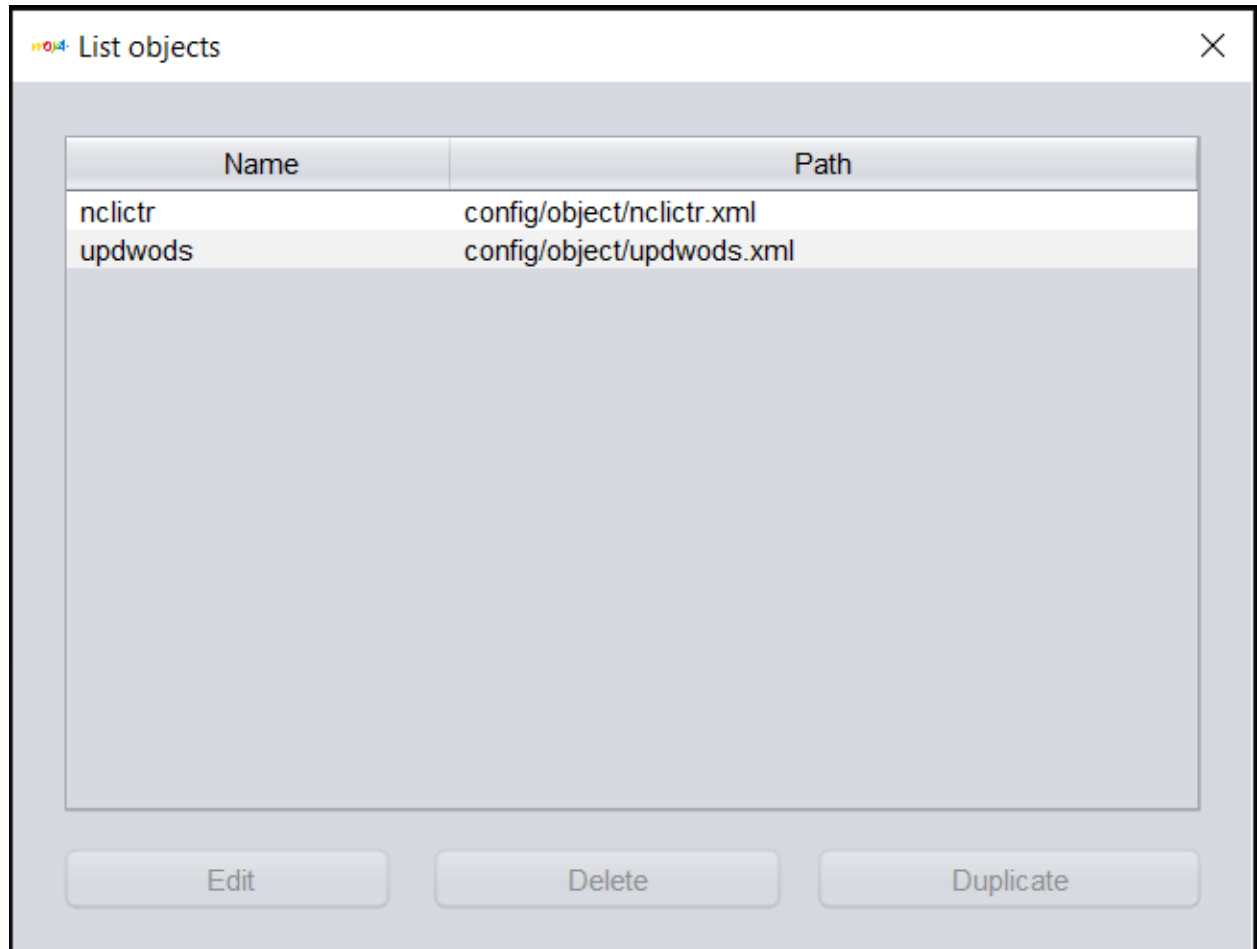 List objects
Name Path
nclictr config/object/nclictr.xml
updwods config/object/updwods.xml
Edit Delete Duplicate